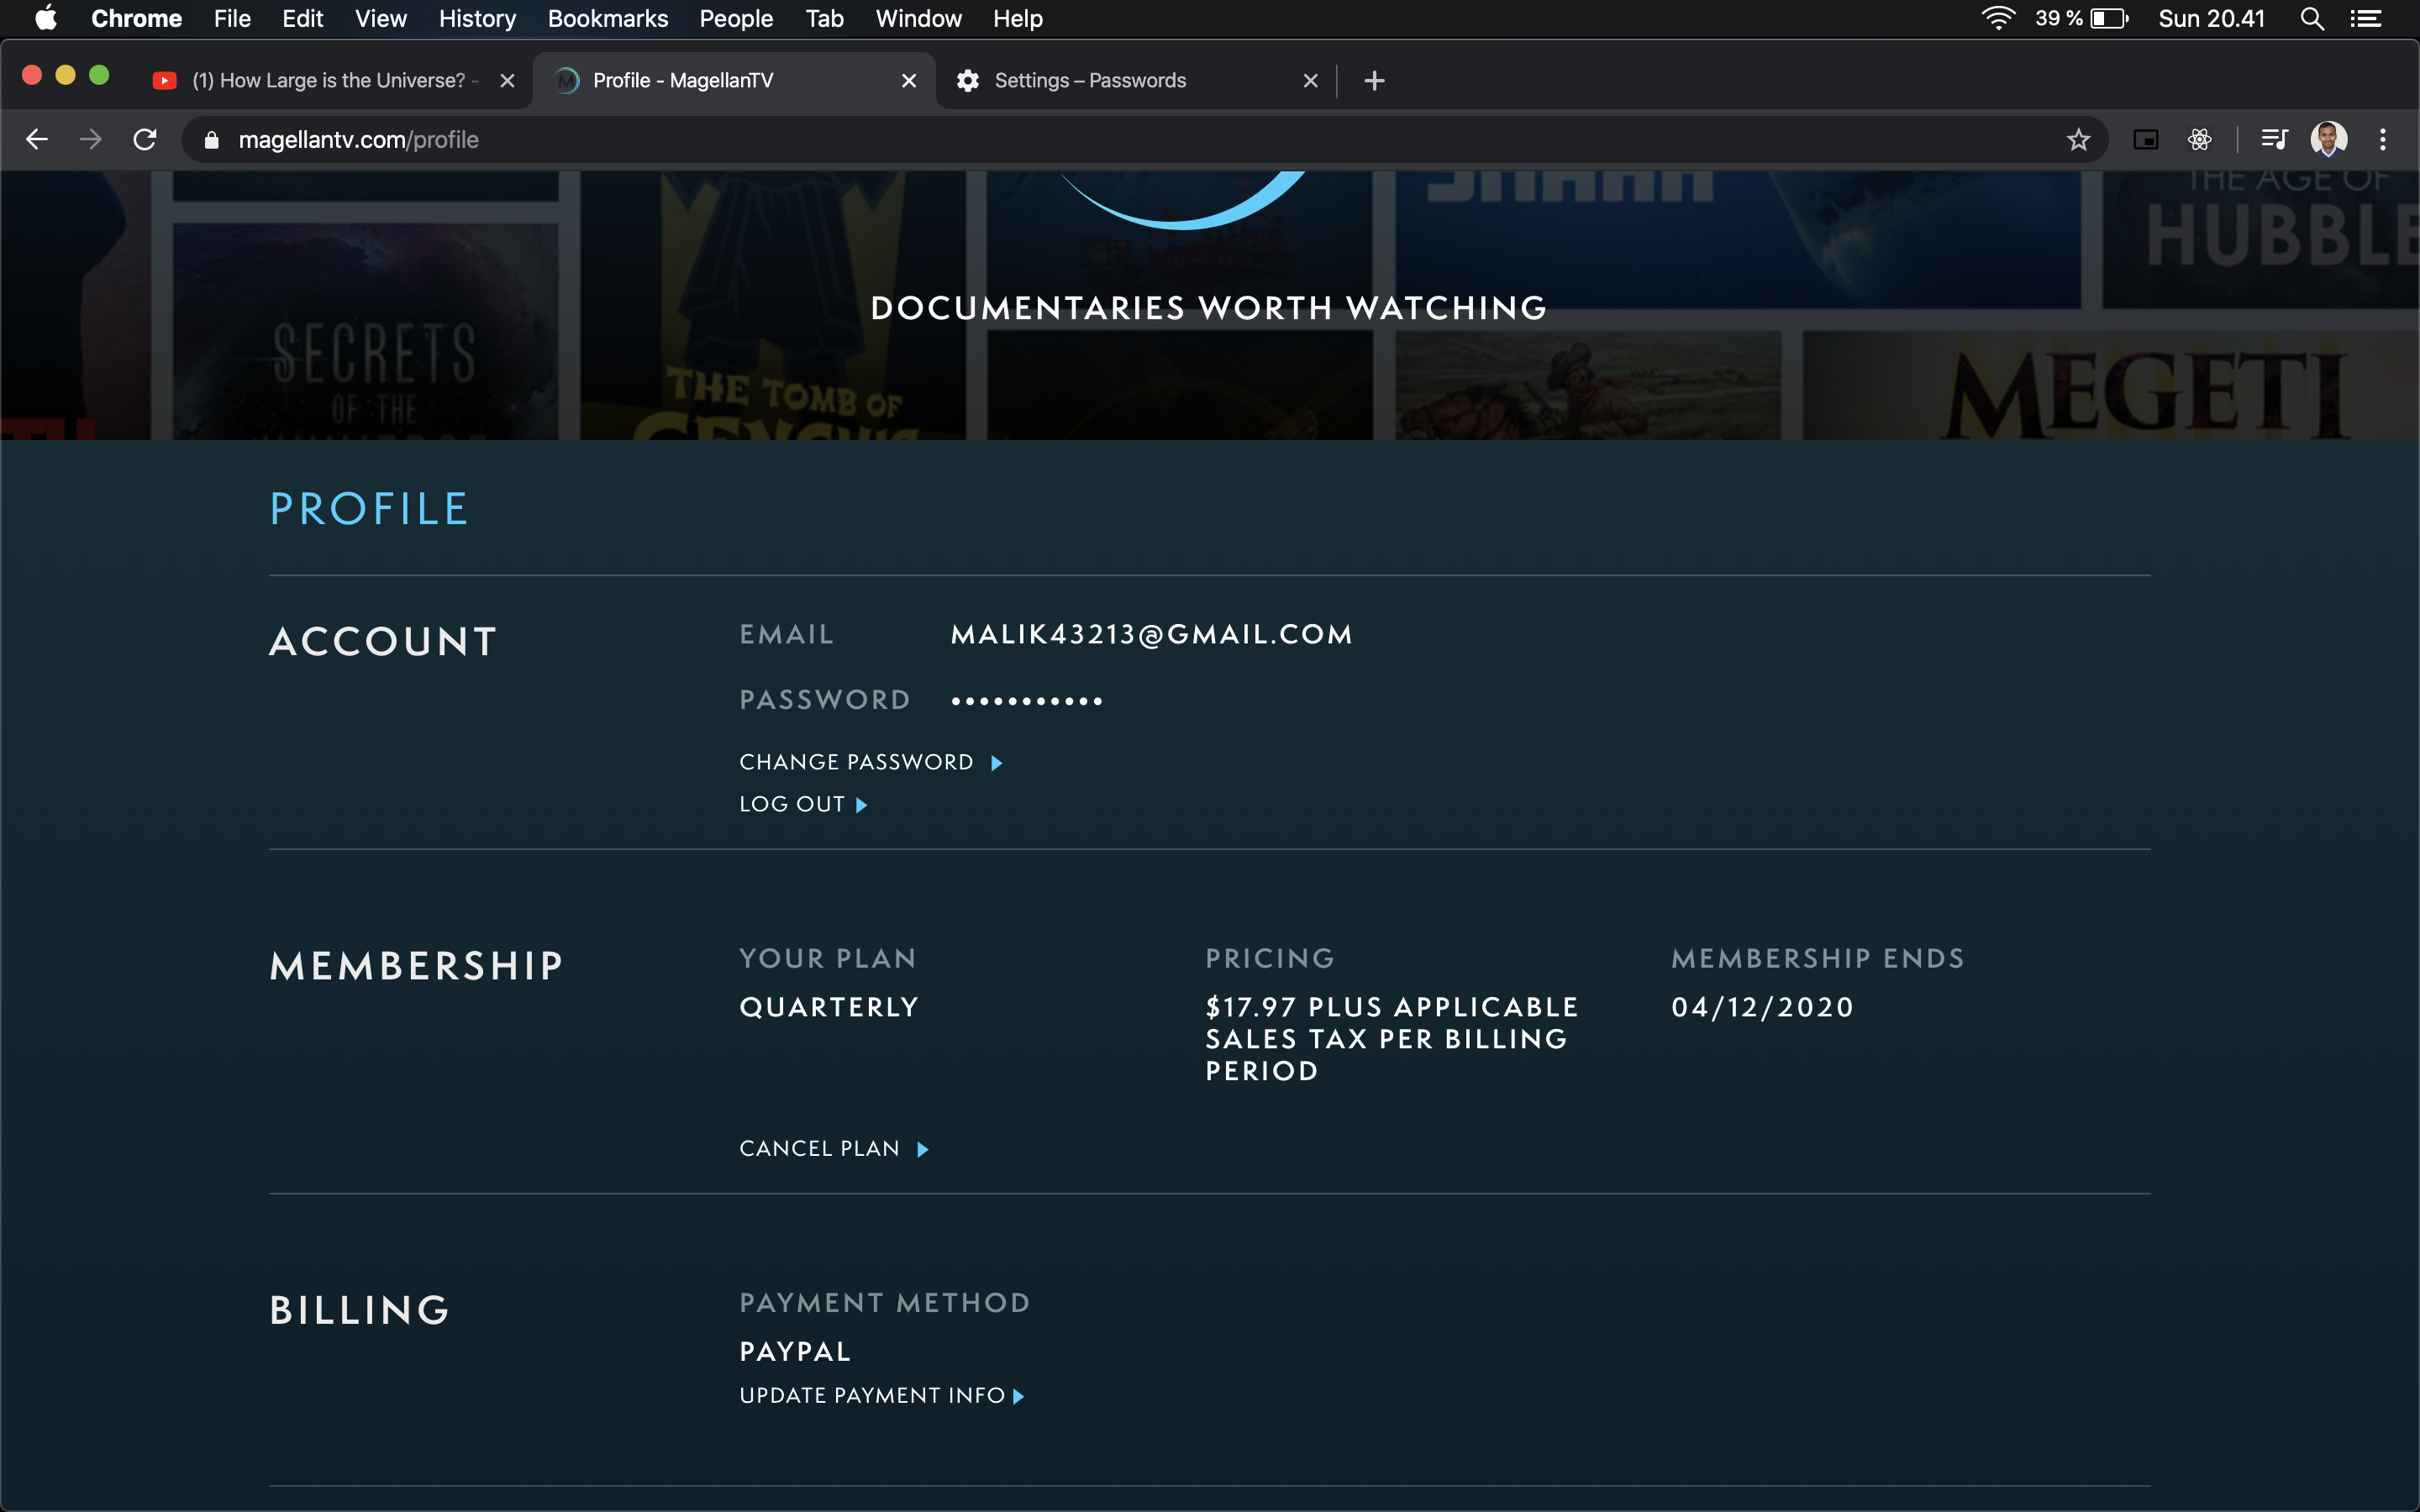 Chrome File Edit View History Bookmarks People Tab Window Help 39 % Sun 20.41
(1) How Large is the Universe? - Profile - MagellanTV Settings – Passwords
magellantv.com/profile
THE AGE OF
HUBBLE
DOCUMENTARIES WORTH WATCHING
SECRETS
OF THE
UNIVERSE
THE TOMB OF
GENGHIS
MEGETI
PROFILE
ACCOUNT
EMAIL MALIK43213@GMAIL.COM
PASSWORD •••••••••••
CHANGE PASSWORD
LOG OUT
MEMBERSHIP
YOUR PLAN PRICING MEMBERSHIP ENDS
QUARTERLY $17.97 PLUS APPLICABLE 04/12/2020
SALES TAX PER BILLING
PERIOD
CANCEL PLAN
BILLING
PAYMENT METHOD
PAYPAL
UPDATE PAYMENT INFO